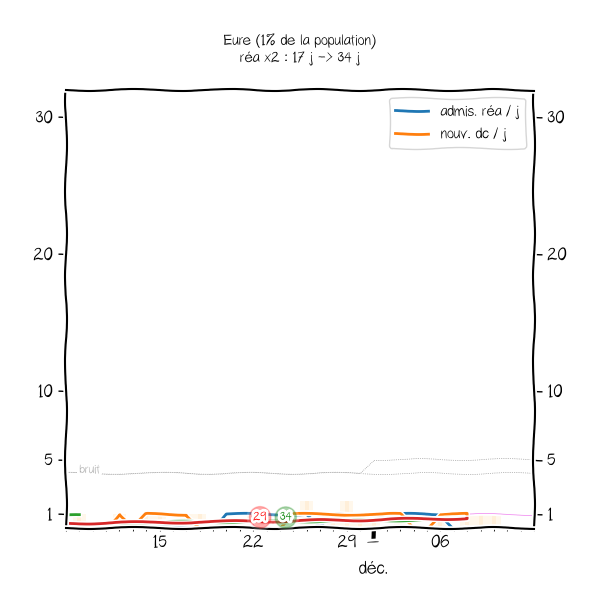 Eure (1% de la population)
réa x2 : 17 j -> 34 j
admis. réa / j
nouv. dc / j
30
30
20
20
10
10
5
5
bruit
1
1
29
34
15
22
29
06
déc.